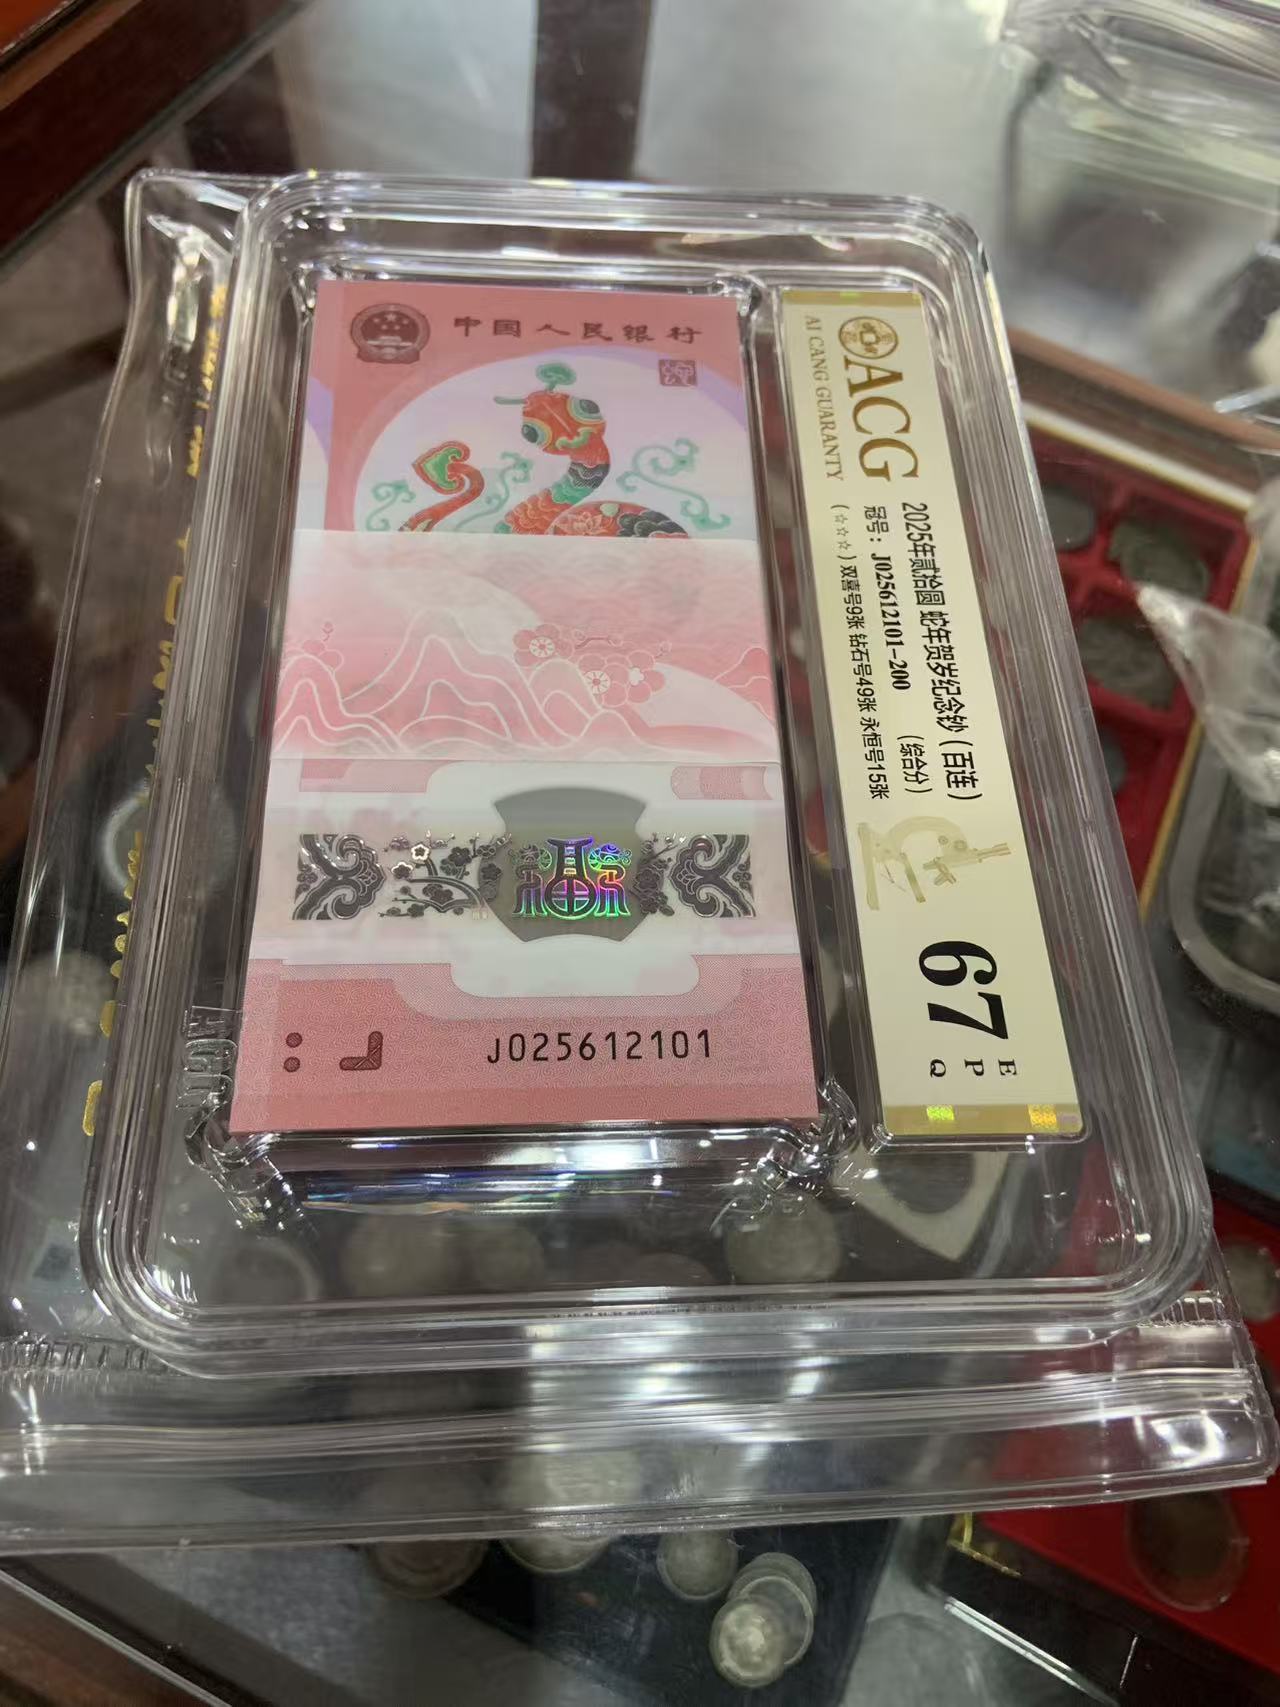 中国人民银行
J025612101
ACG
AI CANG GUARANTY
2025年贰拾圆 蛇年贺岁纪念钞（百连）
冠号：J025612101-200 （综合分）
（☆☆☆）双喜号9张 钻石号49张 永恒号15张
67
E
P
Q